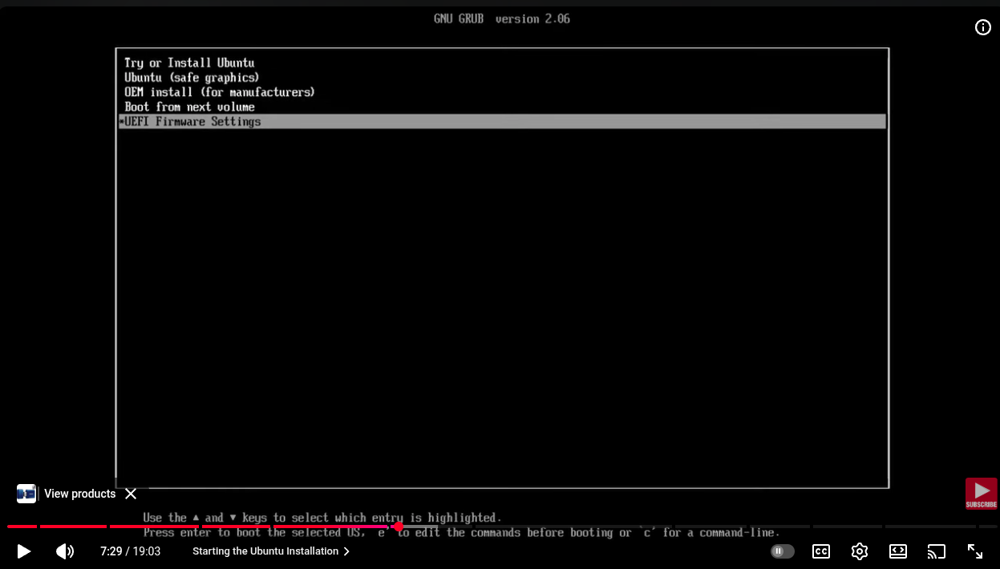 GNU GRUB version 2.06
Try or Install Ubuntu
Ubuntu (safe graphics)
OEM install (for manufacturers)
Boot from next volume
*UEFI Firmware Settings
View products
SUBSCRIBE
Use the ▲ and ▼ keys to select which entry is highlighted.
Press enter to boot the selected OS, `e' to edit the commands before booting or `c' for a command-line.
7:29 / 19:03
Starting the Ubuntu Installation
CC